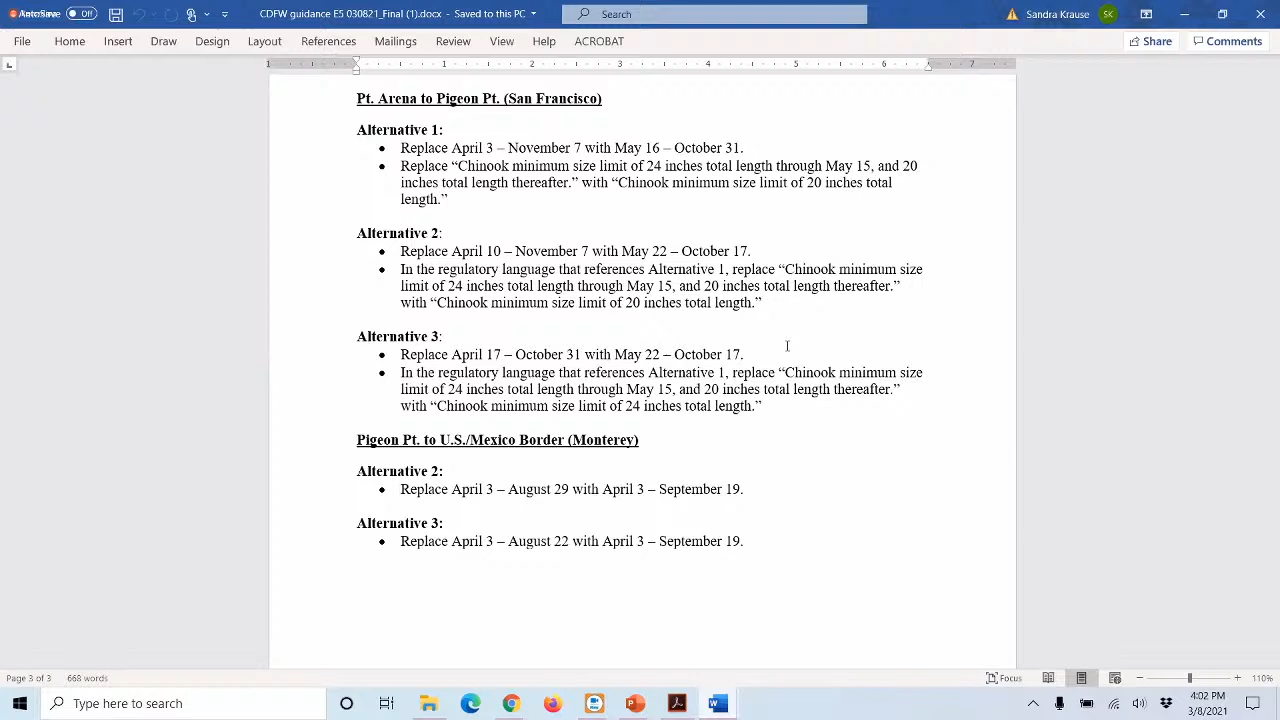 AutoSave Off CDFW guidance E5.030821_Final (1).docx - Saved to this PC Search Sandra Krause SK
File Home Insert Draw Design Layout References Mailings Review View Help ACROBAT Share Comments
1 1 2 3 4 5 6 7
Pt. Arena to Pigeon Pt. (San Francisco)
Alternative 1:
• Replace April 3 – November 7 with May 16 – October 31.
• Replace “Chinook minimum size limit of 24 inches total length through May 15, and 20
inches total length thereafter.” with “Chinook minimum size limit of 20 inches total
length.”
Alternative 2:
• Replace April 10 – November 7 with May 22 – October 17.
• In the regulatory language that references Alternative 1, replace “Chinook minimum size
limit of 24 inches total length through May 15, and 20 inches total length thereafter.”
with “Chinook minimum size limit of 20 inches total length.”
Alternative 3:
• Replace April 17 – October 31 with May 22 – October 17.
• In the regulatory language that references Alternative 1, replace “Chinook minimum size
limit of 24 inches total length through May 15, and 20 inches total length thereafter.”
with “Chinook minimum size limit of 24 inches total length.”
Pigeon Pt. to U.S./Mexico Border (Monterey)
Alternative 2:
• Replace April 3 – August 29 with April 3 – September 19.
Alternative 3:
• Replace April 3 – August 22 with April 3 – September 19.
Page 3 of 3 668 words Focus 110%
Type here to search 4:02 PM
3/8/2021